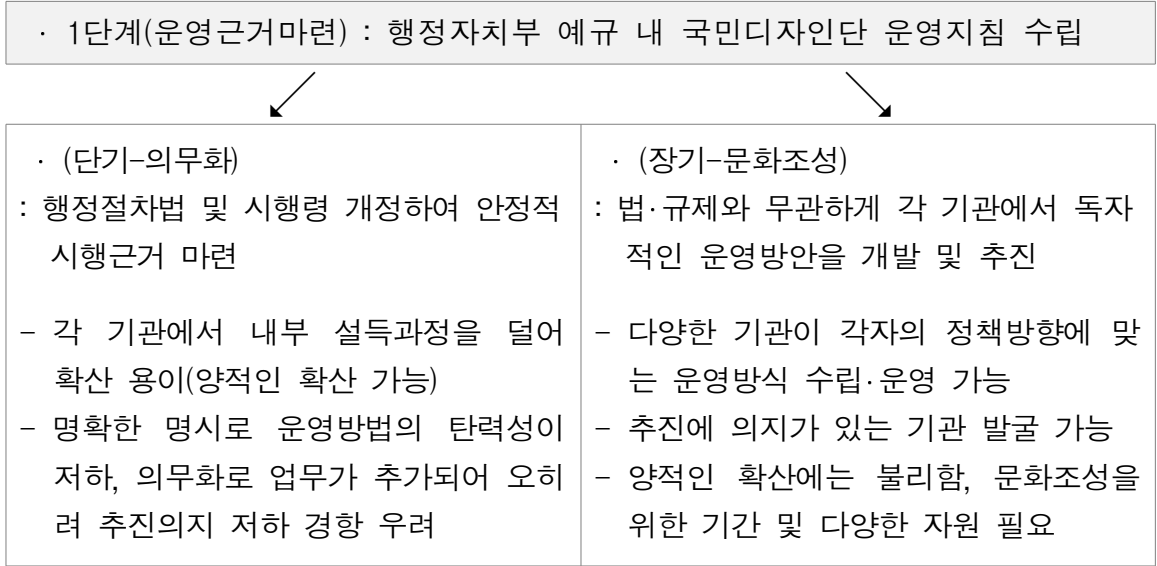 · 1단계(운영근거마련) : 행정자치부 예규 내 국민디자인단 운영지침 수립
· (단기-의무화)
: 행정절차법 및 시행령 개정하여 안정적
시행근거 마련
- 각 기관에서 내부 설득과정을 덜어
확산 용이(양적인 확산 가능)
- 명확한 명시로 운영방법의 탄력성이
저하, 의무화로 업무가 추가되어 오히
려 추진의지 저하 경항 우려
· (장기-문화조성)
: 법·규제와 무관하게 각 기관에서 독자
적인 운영방안을 개발 및 추진
- 다양한 기관이 각자의 정책방향에 맞
는 운영방식 수립·운영 가능
- 추진에 의지가 있는 기관 발굴 가능
- 양적인 확산에는 불리함, 문화조성을
위한 기간 및 다양한 자원 필요